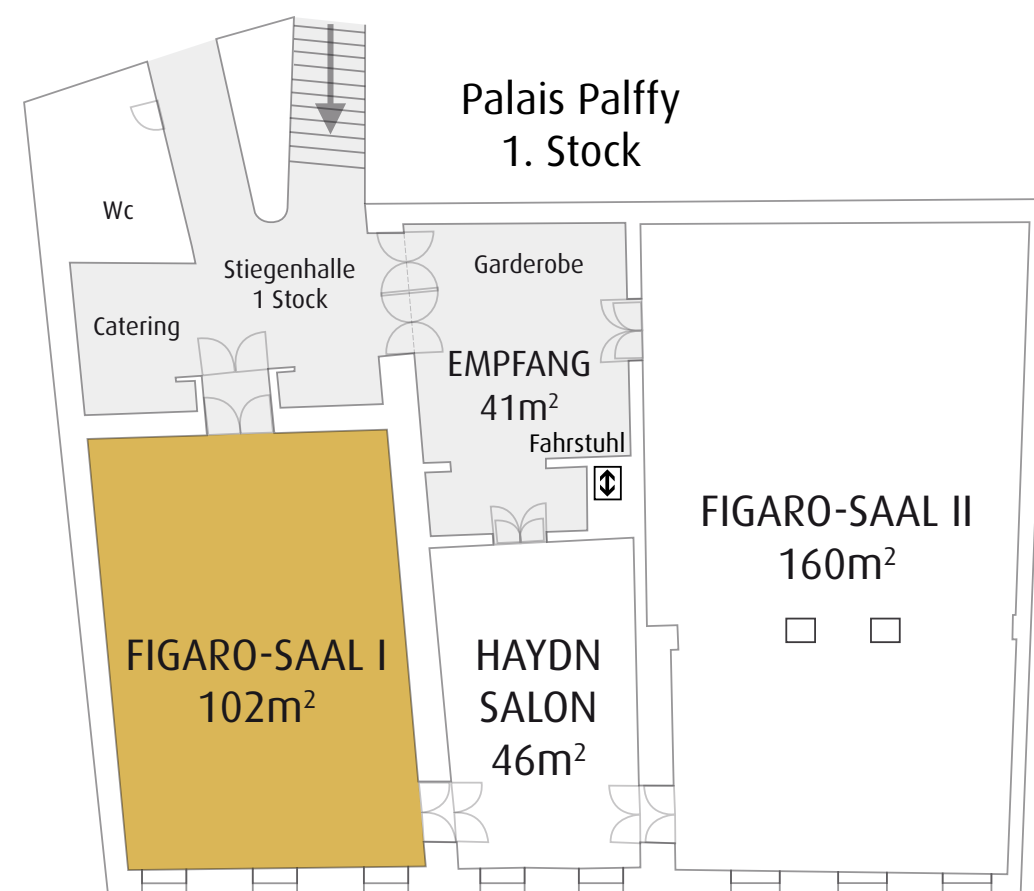 Palais Palffy
1. Stock
Wc
Stiegenhalle
1 Stock
Garderobe
Catering
EMPFANG
41m²
Fahrstuhl
FIGARO-SAAL II
160m²
FIGARO-SAAL I
102m²
HAYDN
SALON
46m²